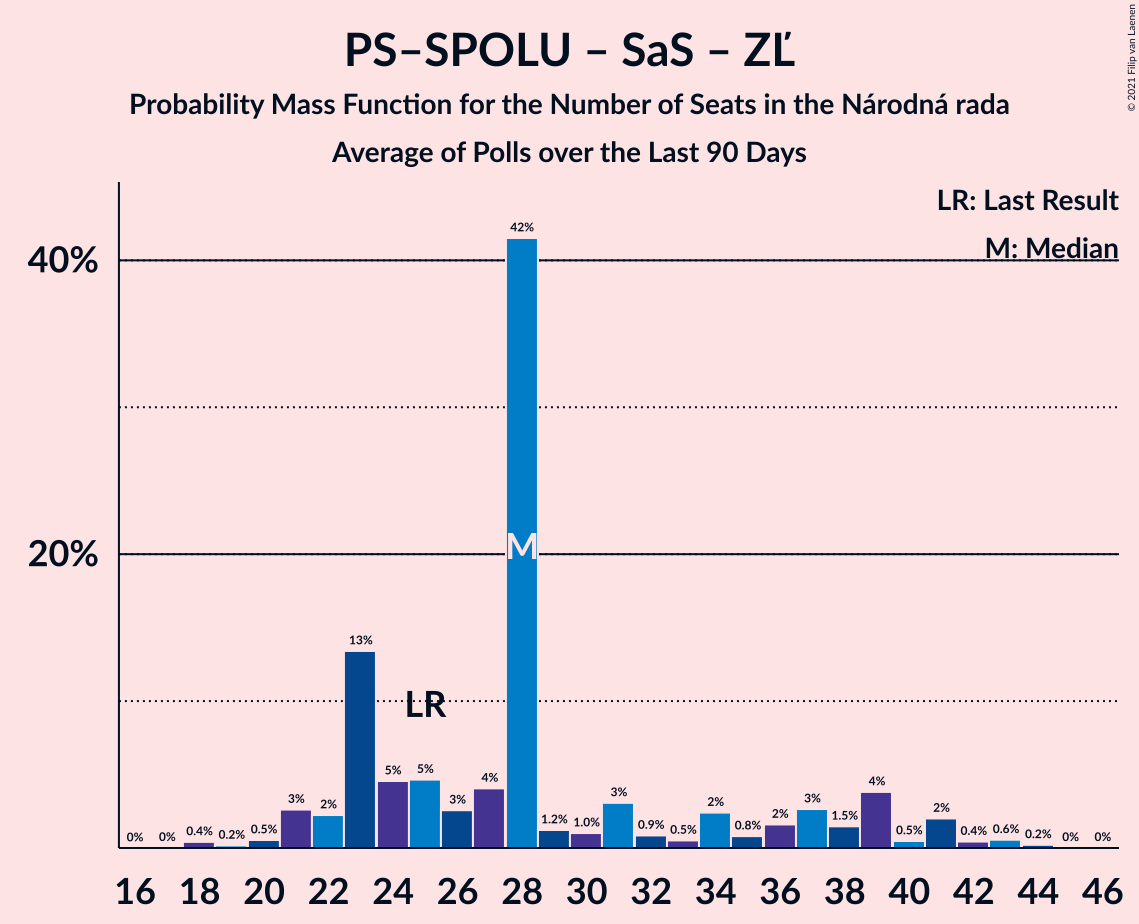 PS–SPOLU – SaS – ZĽ
Probability Mass Function for the Number of Seats in the Národná rada
Average of Polls over the Last 90 Days
© 2021 Filip van Laenen
LR: Last Result
M: Median
40%
20%
0% 0% 0.4% 0.2% 0.5% 3% 2% 13% 5% 5% 3% 4% 42% 1.2% 1.0% 3% 0.9% 0.5% 2% 0.8% 2% 3% 1.5% 4% 0.5% 2% 0.4% 0.6% 0.2% 0% 0%
LR
M
16 18 20 22 24 26 28 30 32 34 36 38 40 42 44 46